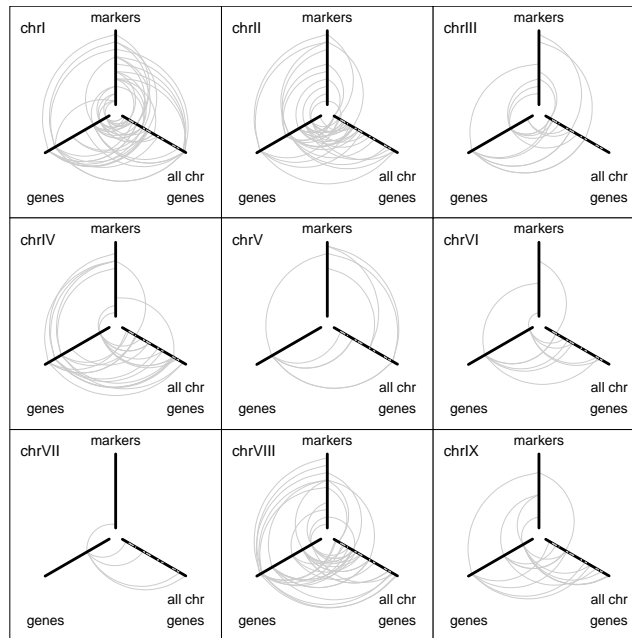 chrI
markers
genes
all chr
genes
chrII
markers
genes
all chr
genes
chrIII
markers
genes
all chr
genes
chrIV
markers
genes
all chr
genes
chrV
markers
genes
all chr
genes
chrVI
markers
genes
all chr
genes
chrVII
markers
genes
all chr
genes
chrVIII
markers
genes
all chr
genes
chrIX
markers
genes
all chr
genes